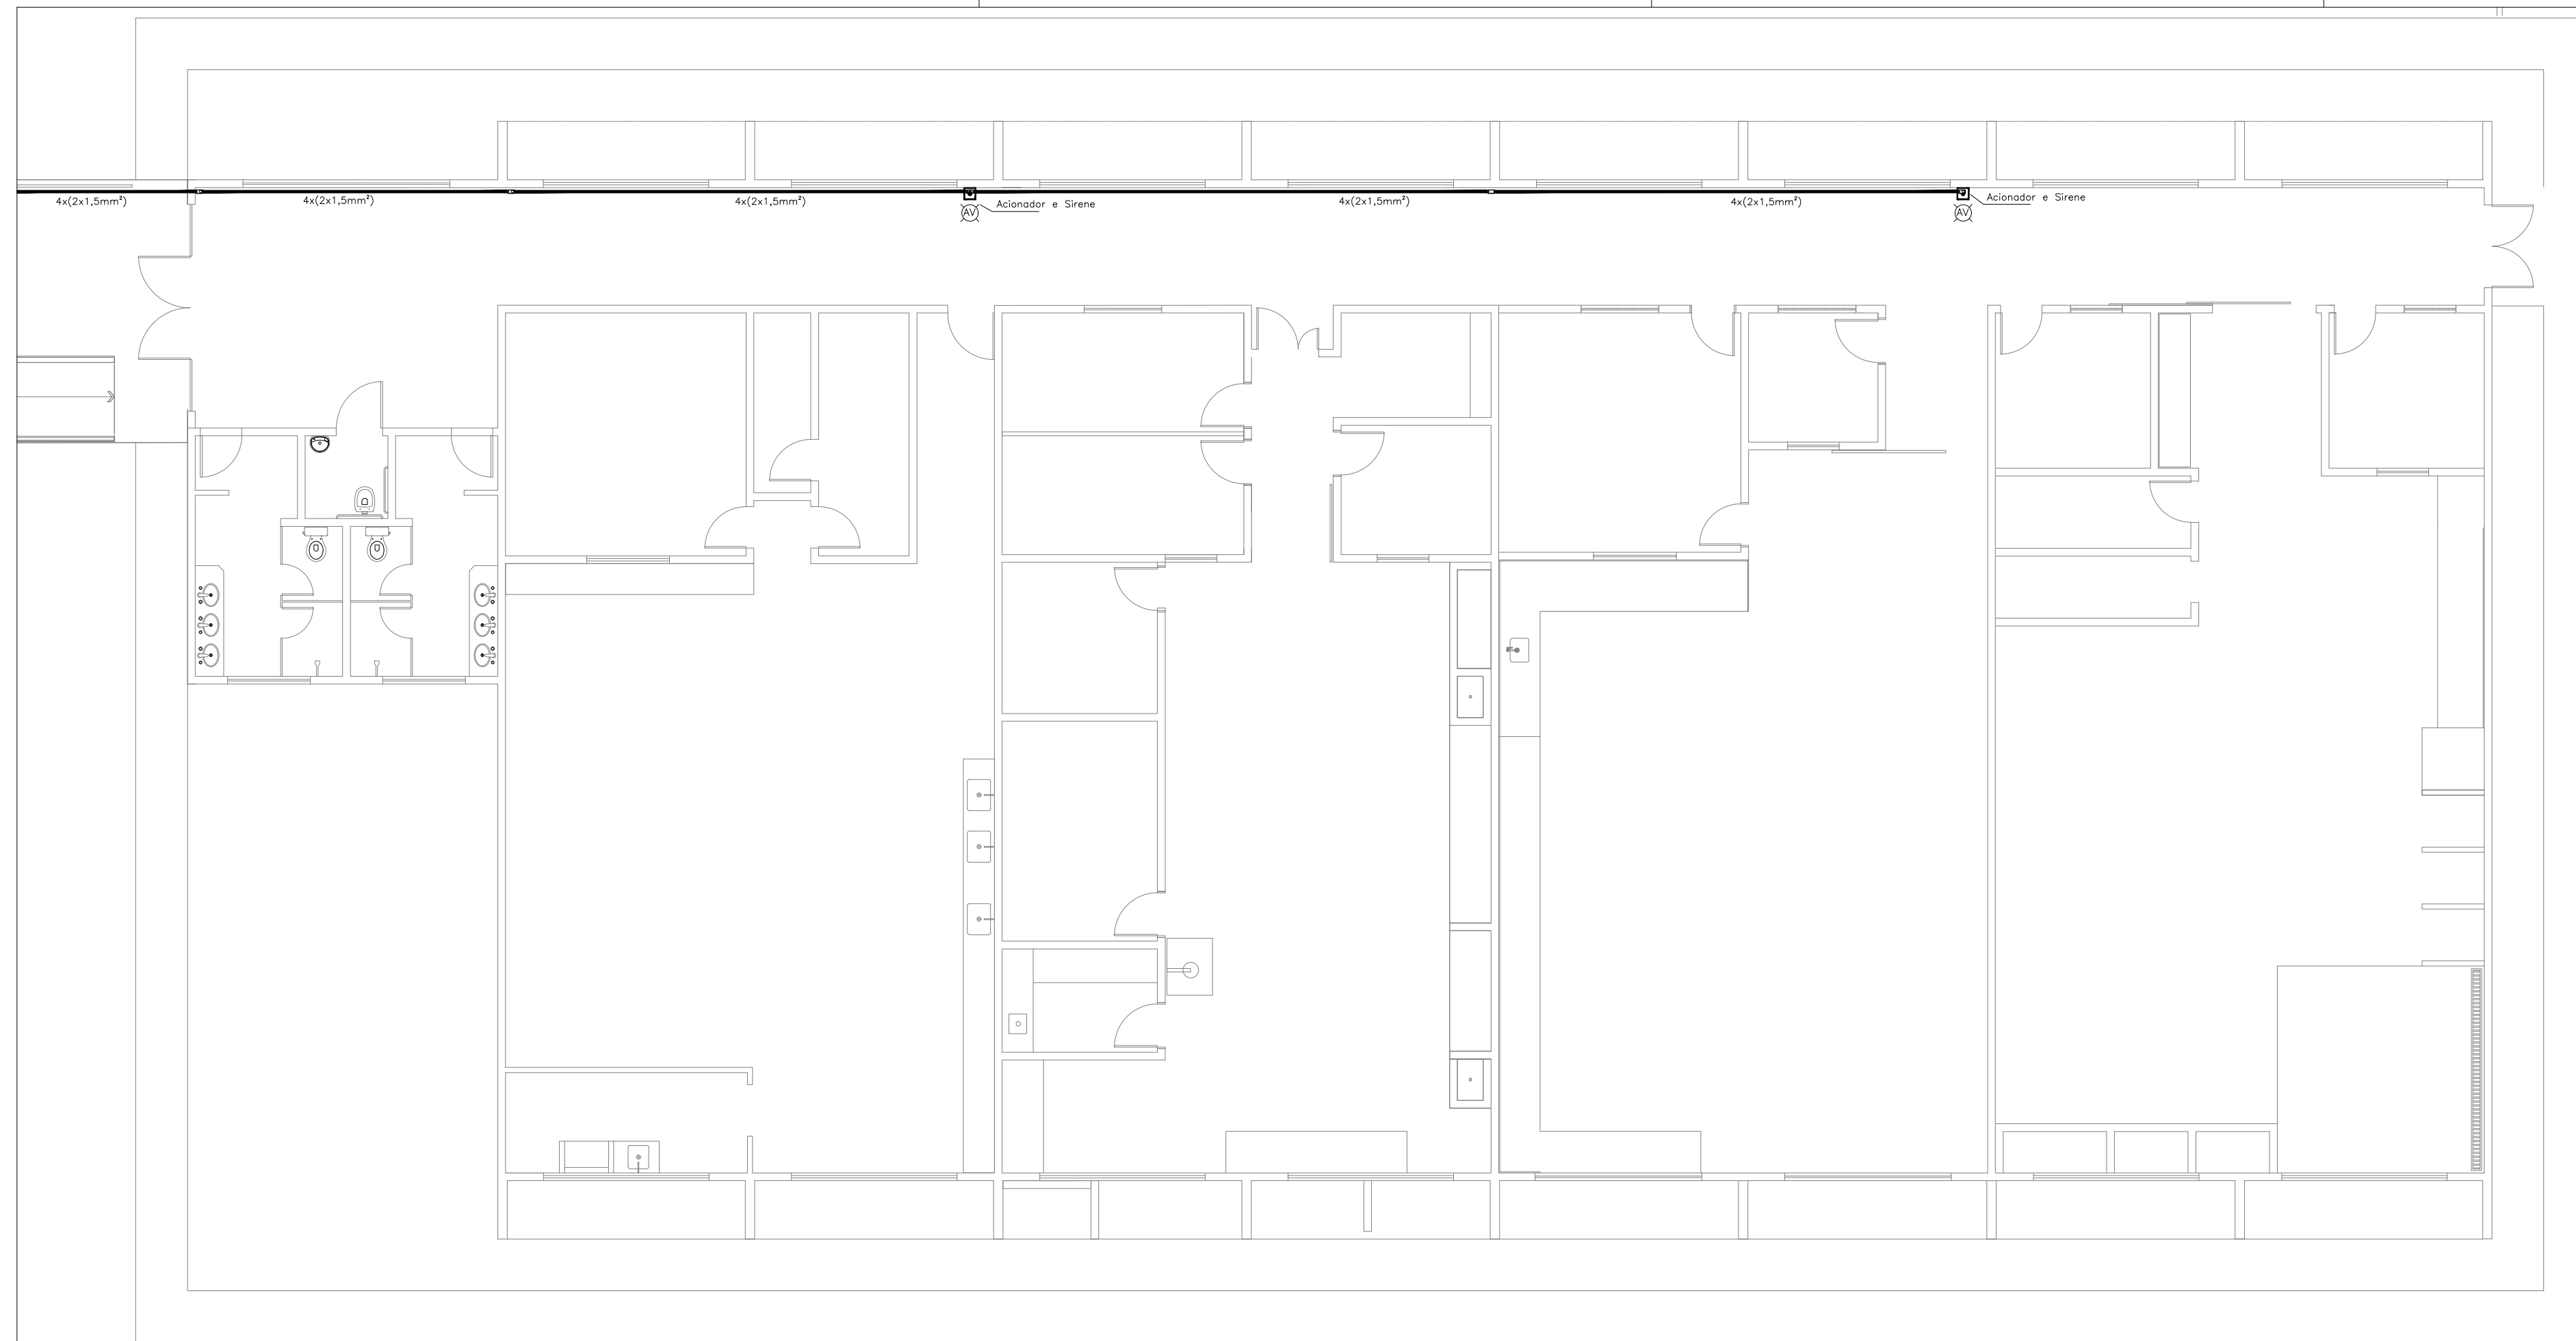 4x(2x1,5mm²)
4x(2x1,5mm²)
4x(2x1,5mm²)
Acionador e Sirene
AV
4x(2x1,5mm²)
4x(2x1,5mm²)
Acionador e Sirene
AV